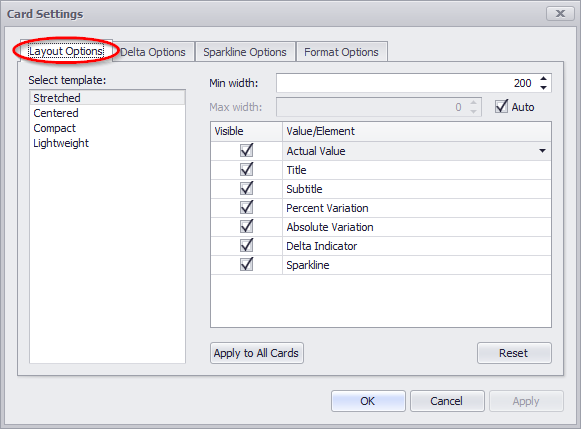 Card Settings
Layout Options
Delta Options
Sparkline Options
Format Options
Select template:
Stretched
Centered
Compact
Lightweight
Min width:
200
Max width:
0
Auto
Visible
Value/Element
Actual Value
Title
Subtitle
Percent Variation
Absolute Variation
Delta Indicator
Sparkline
Apply to All Cards
Reset
OK
Cancel
Apply